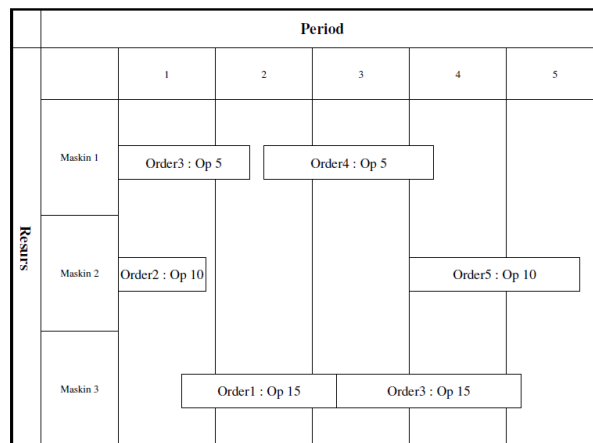 Period
Resurs
1 2 3 4 5
Maskin 1
Order3 : Op 5 Order4 : Op 5
Maskin 2
Order2 : Op 10 Order5 : Op 10
Maskin 3
Order1 : Op 15 Order3 : Op 15